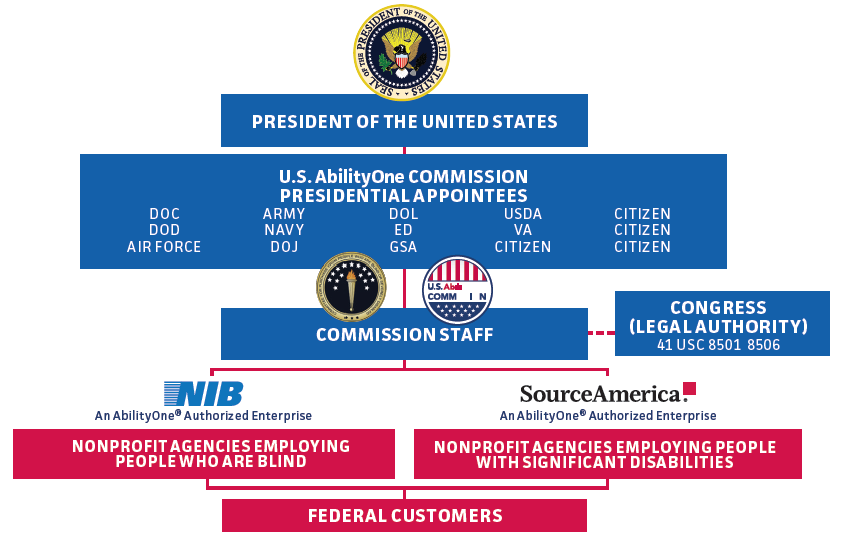 SEAL OF THE PRESIDENT OF THE UNITED STATES
PRESIDENT OF THE UNITED STATES
U.S. AbilityOne COMMISSION
PRESIDENTIAL APPOINTEES
DOC ARMY DOL USDA CITIZEN
DOD NAVY ED VA CITIZEN
AIR FORCE DOJ GSA CITIZEN CITIZEN
U.S. Abil
COMM I N
COMMISSION STAFF
CONGRESS
(LEGAL AUTHORITY)
41 USC 8501 8506
NIB
An AbilityOne® Authorized Enterprise
SourceAmerica.
An AbilityOne® Authorized Enterprise
NONPROFIT AGENCIES EMPLOYING
PEOPLE WHO ARE BLIND
NONPROFIT AGENCIES EMPLOYING PEOPLE
WITH SIGNIFICANT DISABILITIES
FEDERAL CUSTOMERS